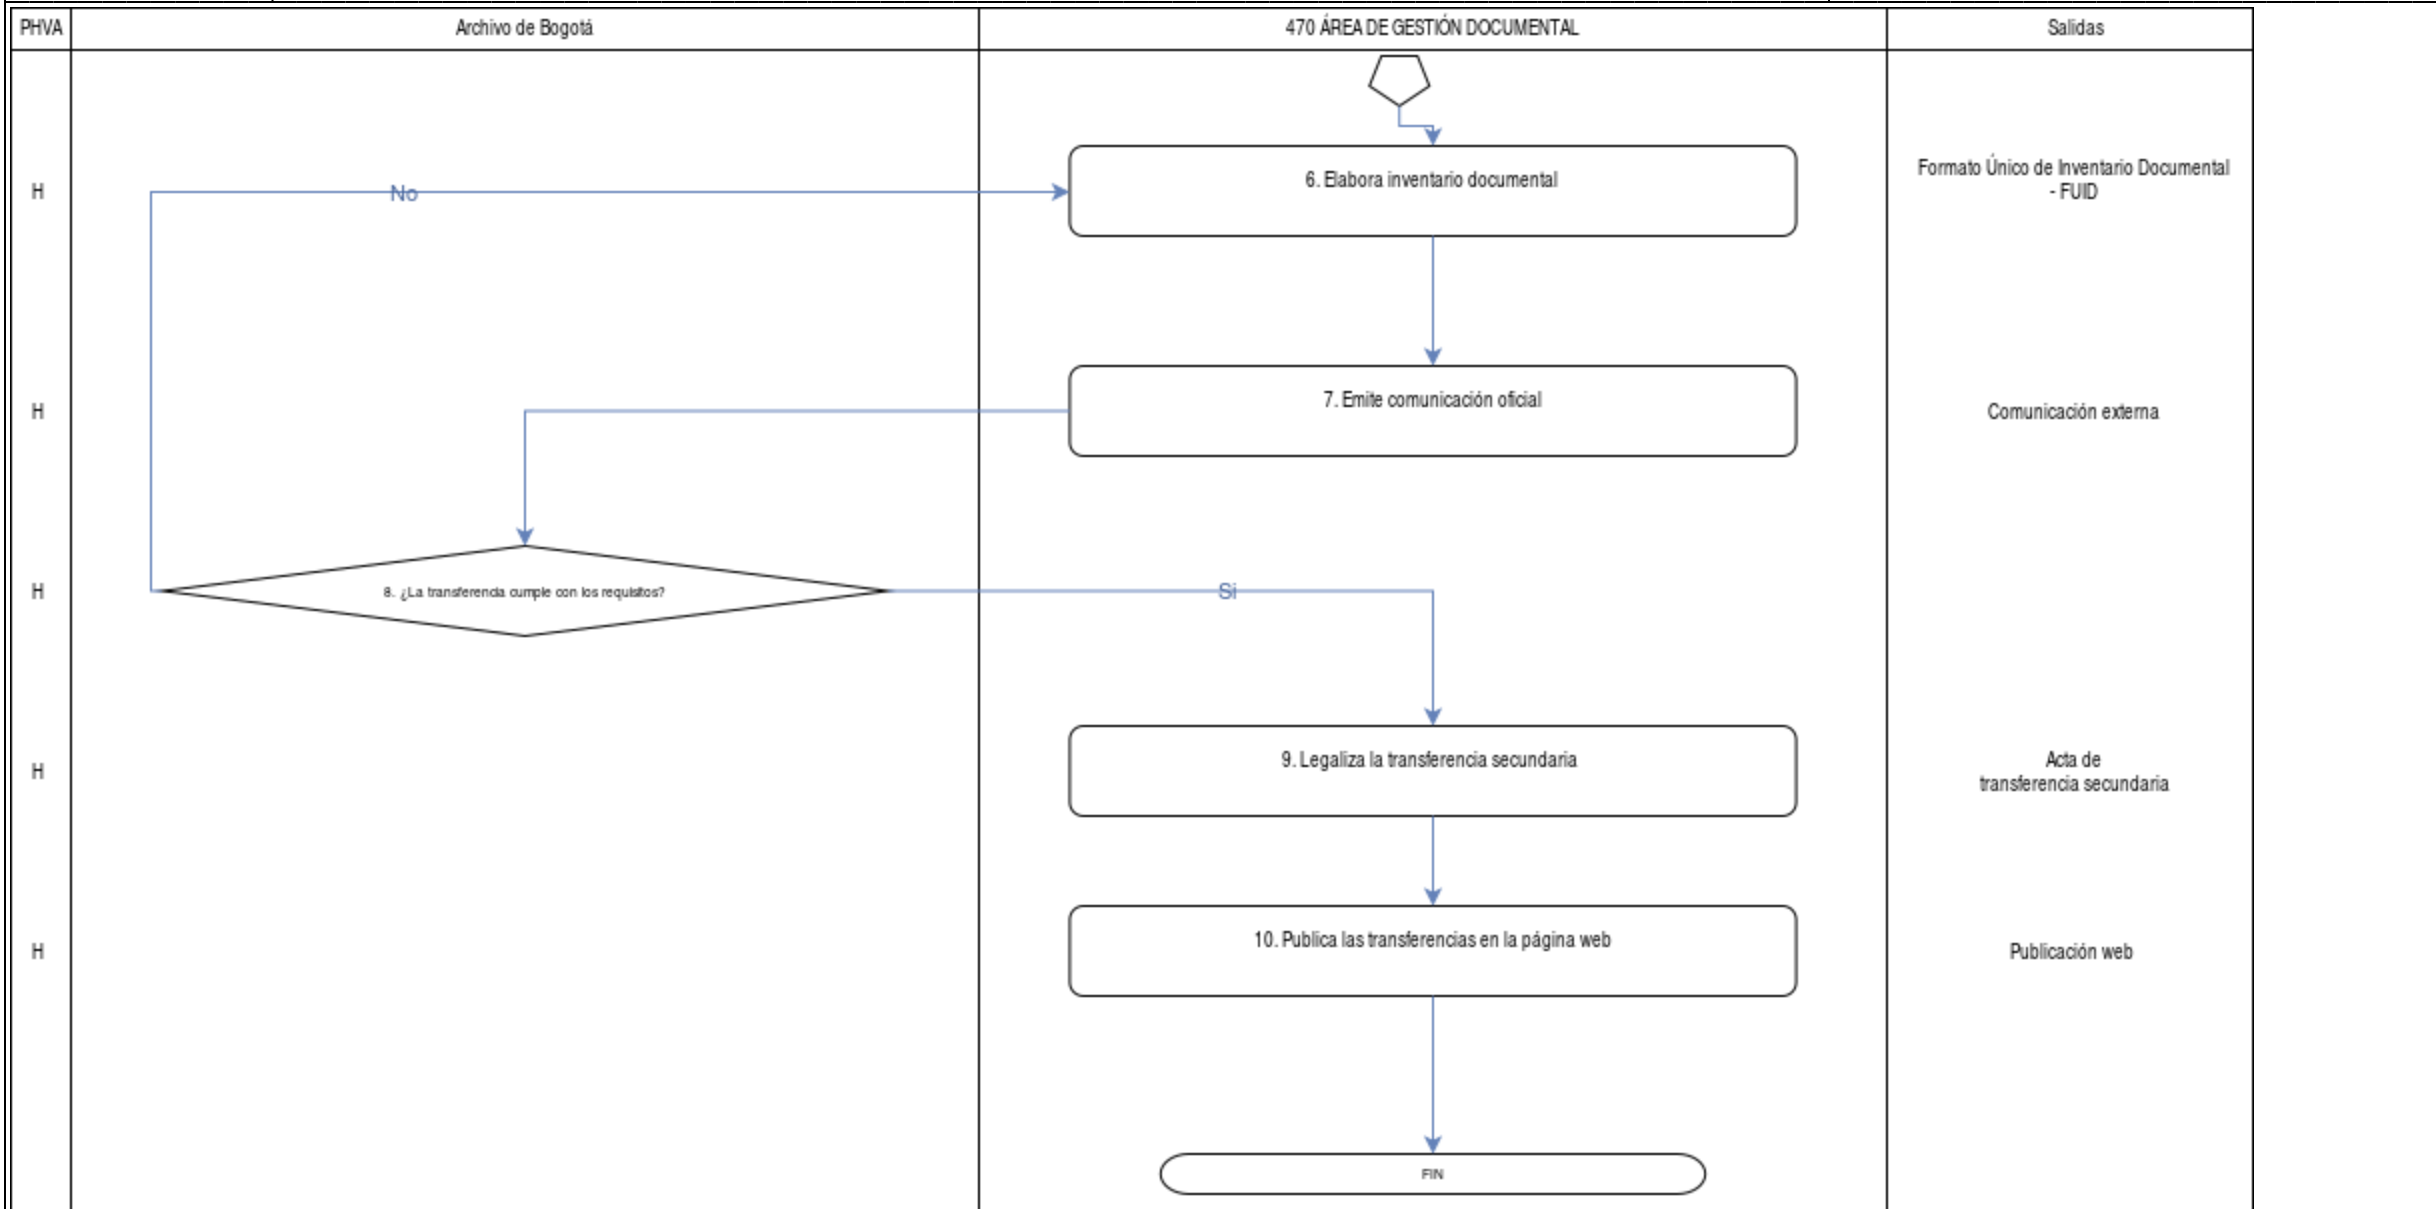 PHVA
Archivo de Bogotá
470 ÁREA DE GESTIÓN DOCUMENTAL
Salidas
H
No
6. Elabora inventario documental
Formato Único de Inventario Documental
- FUID
H
7. Emite comunicación oficial
Comunicación externa
H
8. ¿La transferencia cumple con los requisitos?
Si
H
9. Legaliza la transferencia secundaria
Acta de
transferencia secundaria
H
10. Publica las transferencias en la página web
Publicación web
FIN